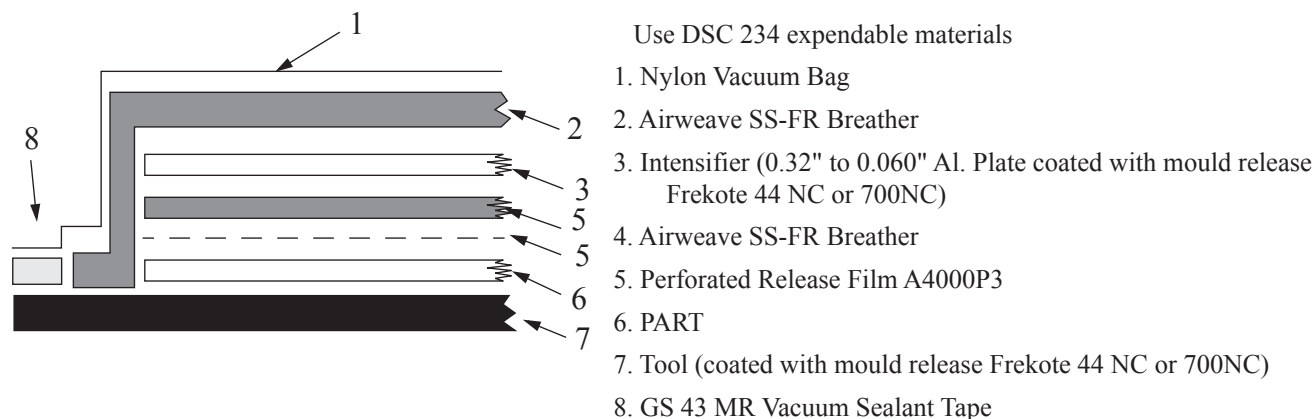 1
8
2
3
5
5
6
7
Use DSC 234 expendable materials
1. Nylon Vacuum Bag
2. Airweave SS-FR Breather
3. Intensifier (0.32" to 0.060" Al. Plate coated with mould release
Frekote 44 NC or 700NC)
4. Airweave SS-FR Breather
5. Perforated Release Film A4000P3
6. PART
7. Tool (coated with mould release Frekote 44 NC or 700NC)
8. GS 43 MR Vacuum Sealant Tape